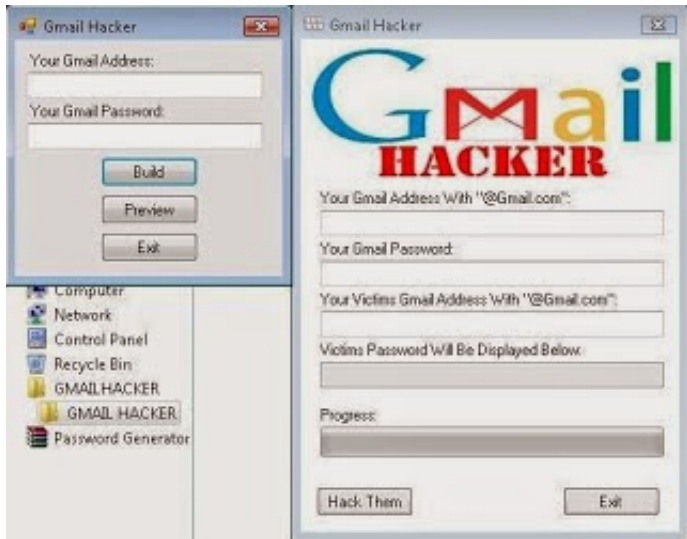 Gmail Hacker
Your Gmail Address:
Your Gmail Password:
Build
Preview
Exit
Computer
Network
Control Panel
Recycle Bin
GMAILHACKER
GMAIL HACKER
Password Generator
Gmail Hacker
Gmail
HACKER
Your Gmail Address With "@Gmail.com":
Your Gmail Password:
Your Victims Gmail Address With "@Gmail.com":
Victims Password Will Be Displayed Below:
Progress:
Hack Them
Exit